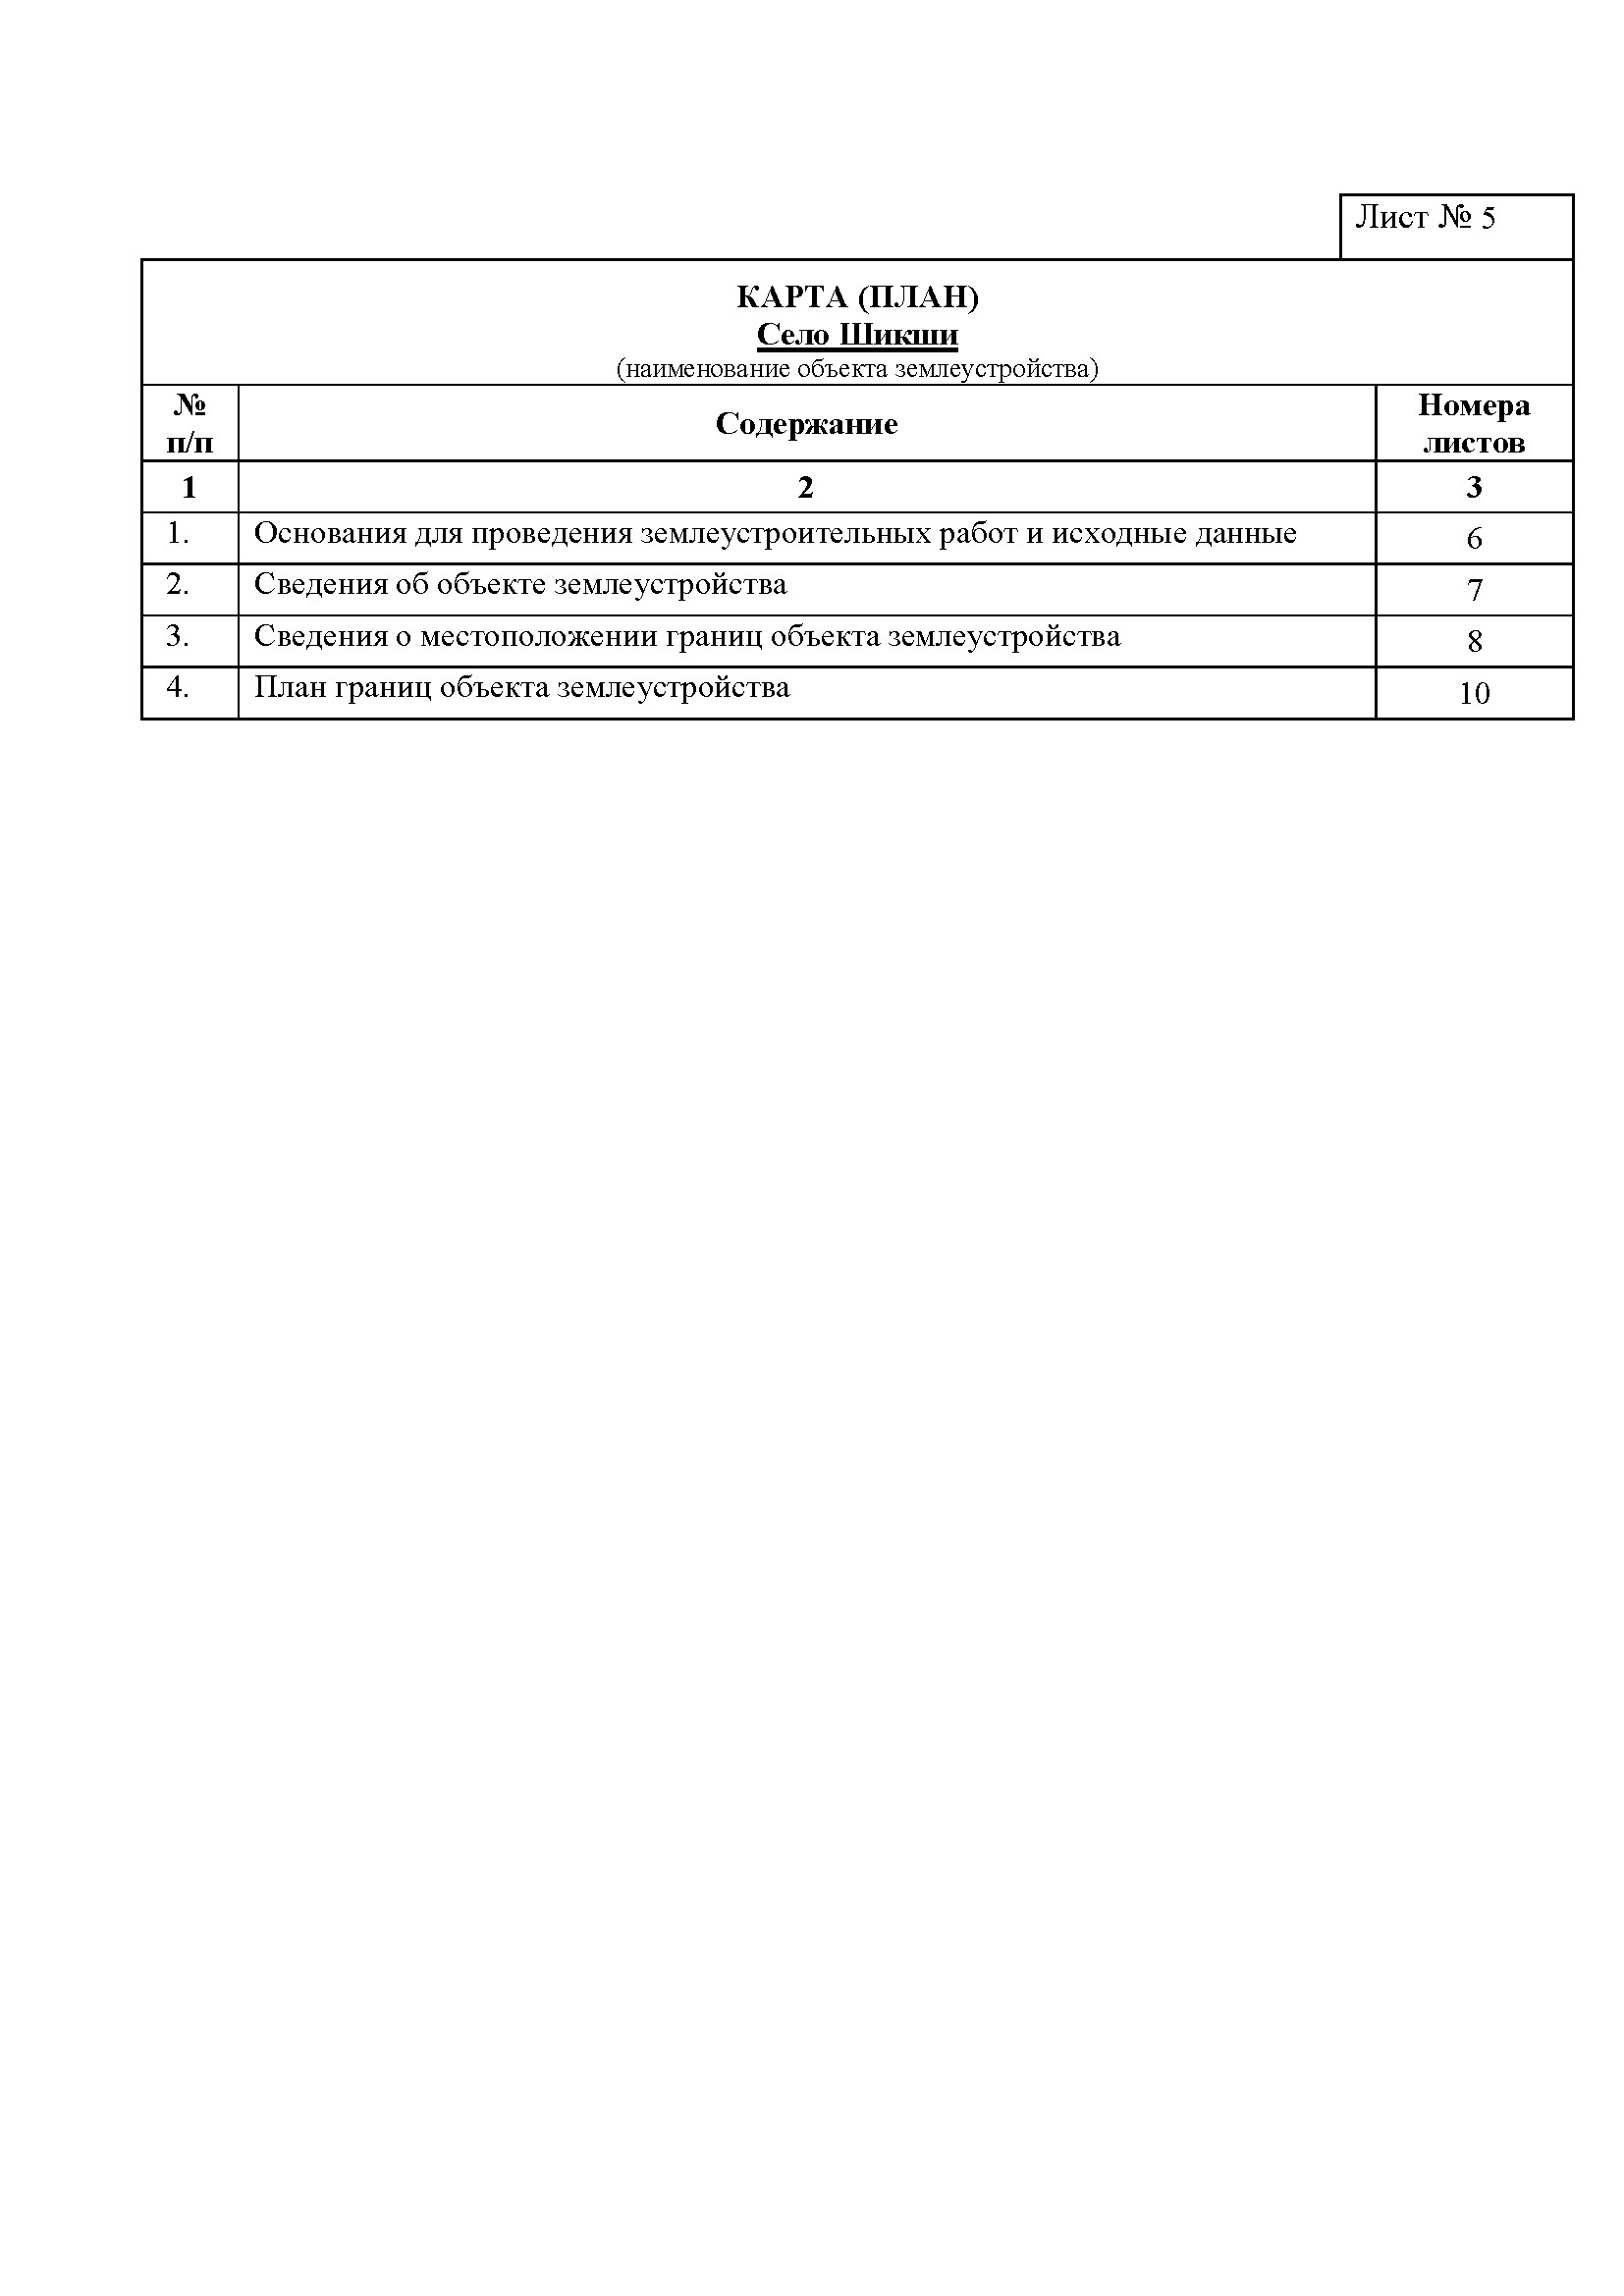 Лист № 5
КАРТА (ПЛАН)
Село Шикши
(наименование объекта землеустройства)
№ п/п Содержание Номера листов
1 2 3
1. Основания для проведения землеустроительных работ и исходные данные 6
2. Сведения об объекте землеустройства 7
3. Сведения о местоположении границ объекта землеустройства 8
4. План границ объекта землеустройства 10